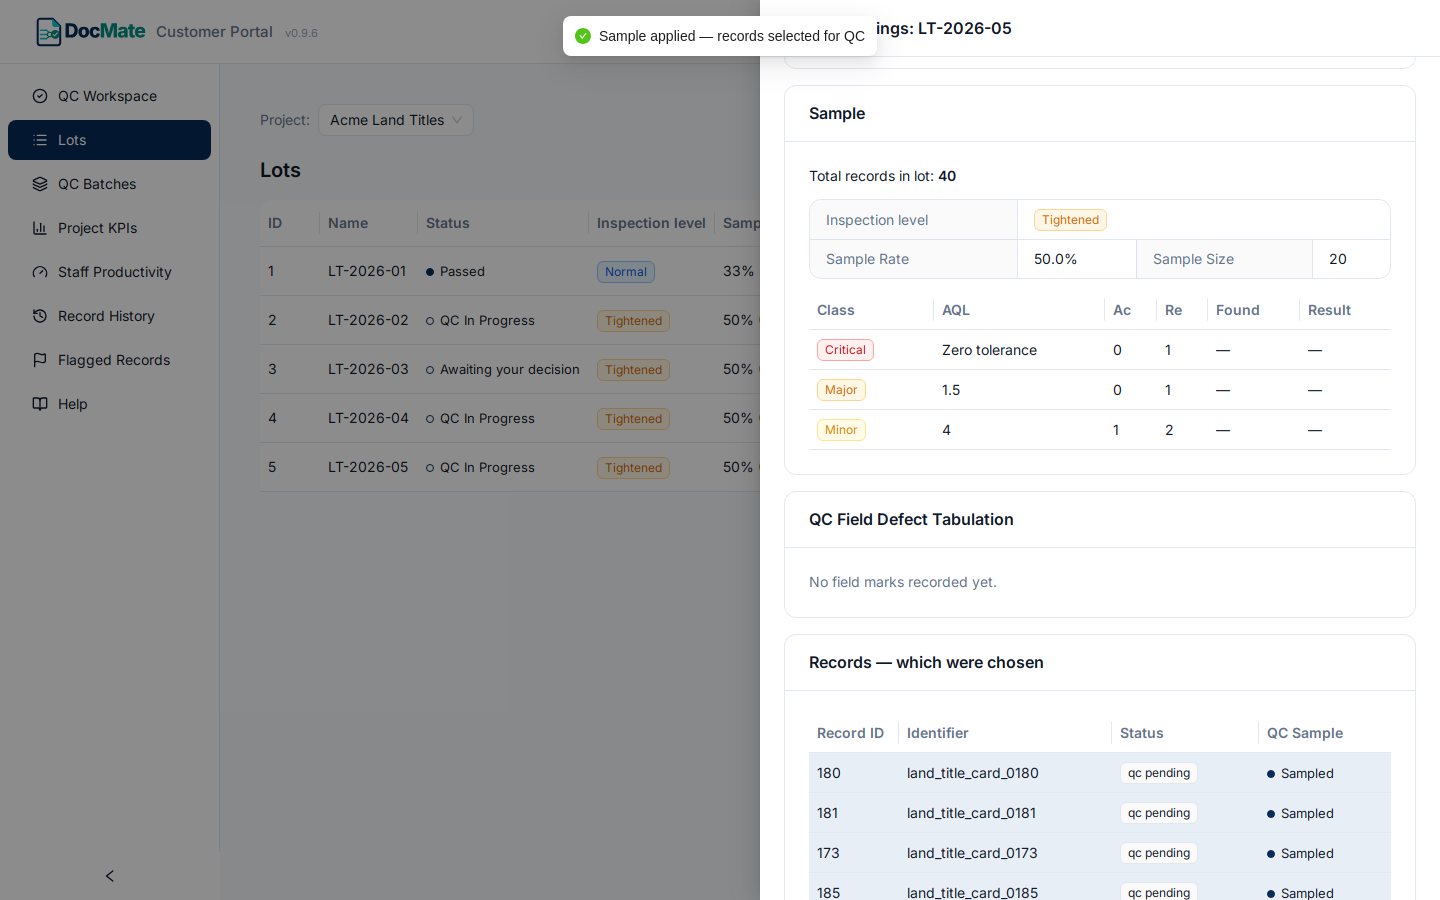 DocMate Customer Portal v0.9.6
Sample applied — records selected for QC
ings: LT-2026-05
QC Workspace
Lots
QC Batches
Project KPIs
Staff Productivity
Record History
Flagged Records
Help
Project: Acme Land Titles
Lots
ID Name Status Inspection level Samp
1 LT-2026-01 Passed Normal 33%
2 LT-2026-02 QC In Progress Tightened 50%
3 LT-2026-03 Awaiting your decision Tightened 50%
4 LT-2026-04 QC In Progress Tightened 50%
5 LT-2026-05 QC In Progress Tightened 50%
Sample
Total records in lot: 40
Inspection level Tightened
Sample Rate 50.0% Sample Size 20
Class AQL Ac Re Found Result
Critical Zero tolerance 0 1 — —
Major 1.5 0 1 — —
Minor 4 1 2 — —
QC Field Defect Tabulation
No field marks recorded yet.
Records — which were chosen
Record ID Identifier Status QC Sample
180 land_title_card_0180 qc pending Sampled
181 land_title_card_0181 qc pending Sampled
173 land_title_card_0173 qc pending Sampled
185 land_title_card_0185 qc pending Sampled